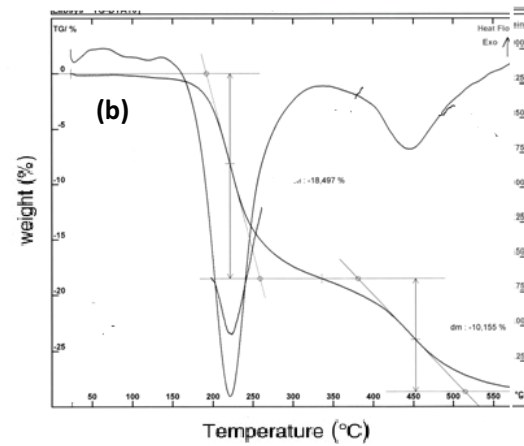 TG/ %
Heat Flo
Exo
0
(b)
-5
-10
.. : -18,497 %
-15
-20
dm : -10,155 %
-25
50 100 150 200 250 300 350 400 450 500 550
°C
weight (%)
Temperature (°C)